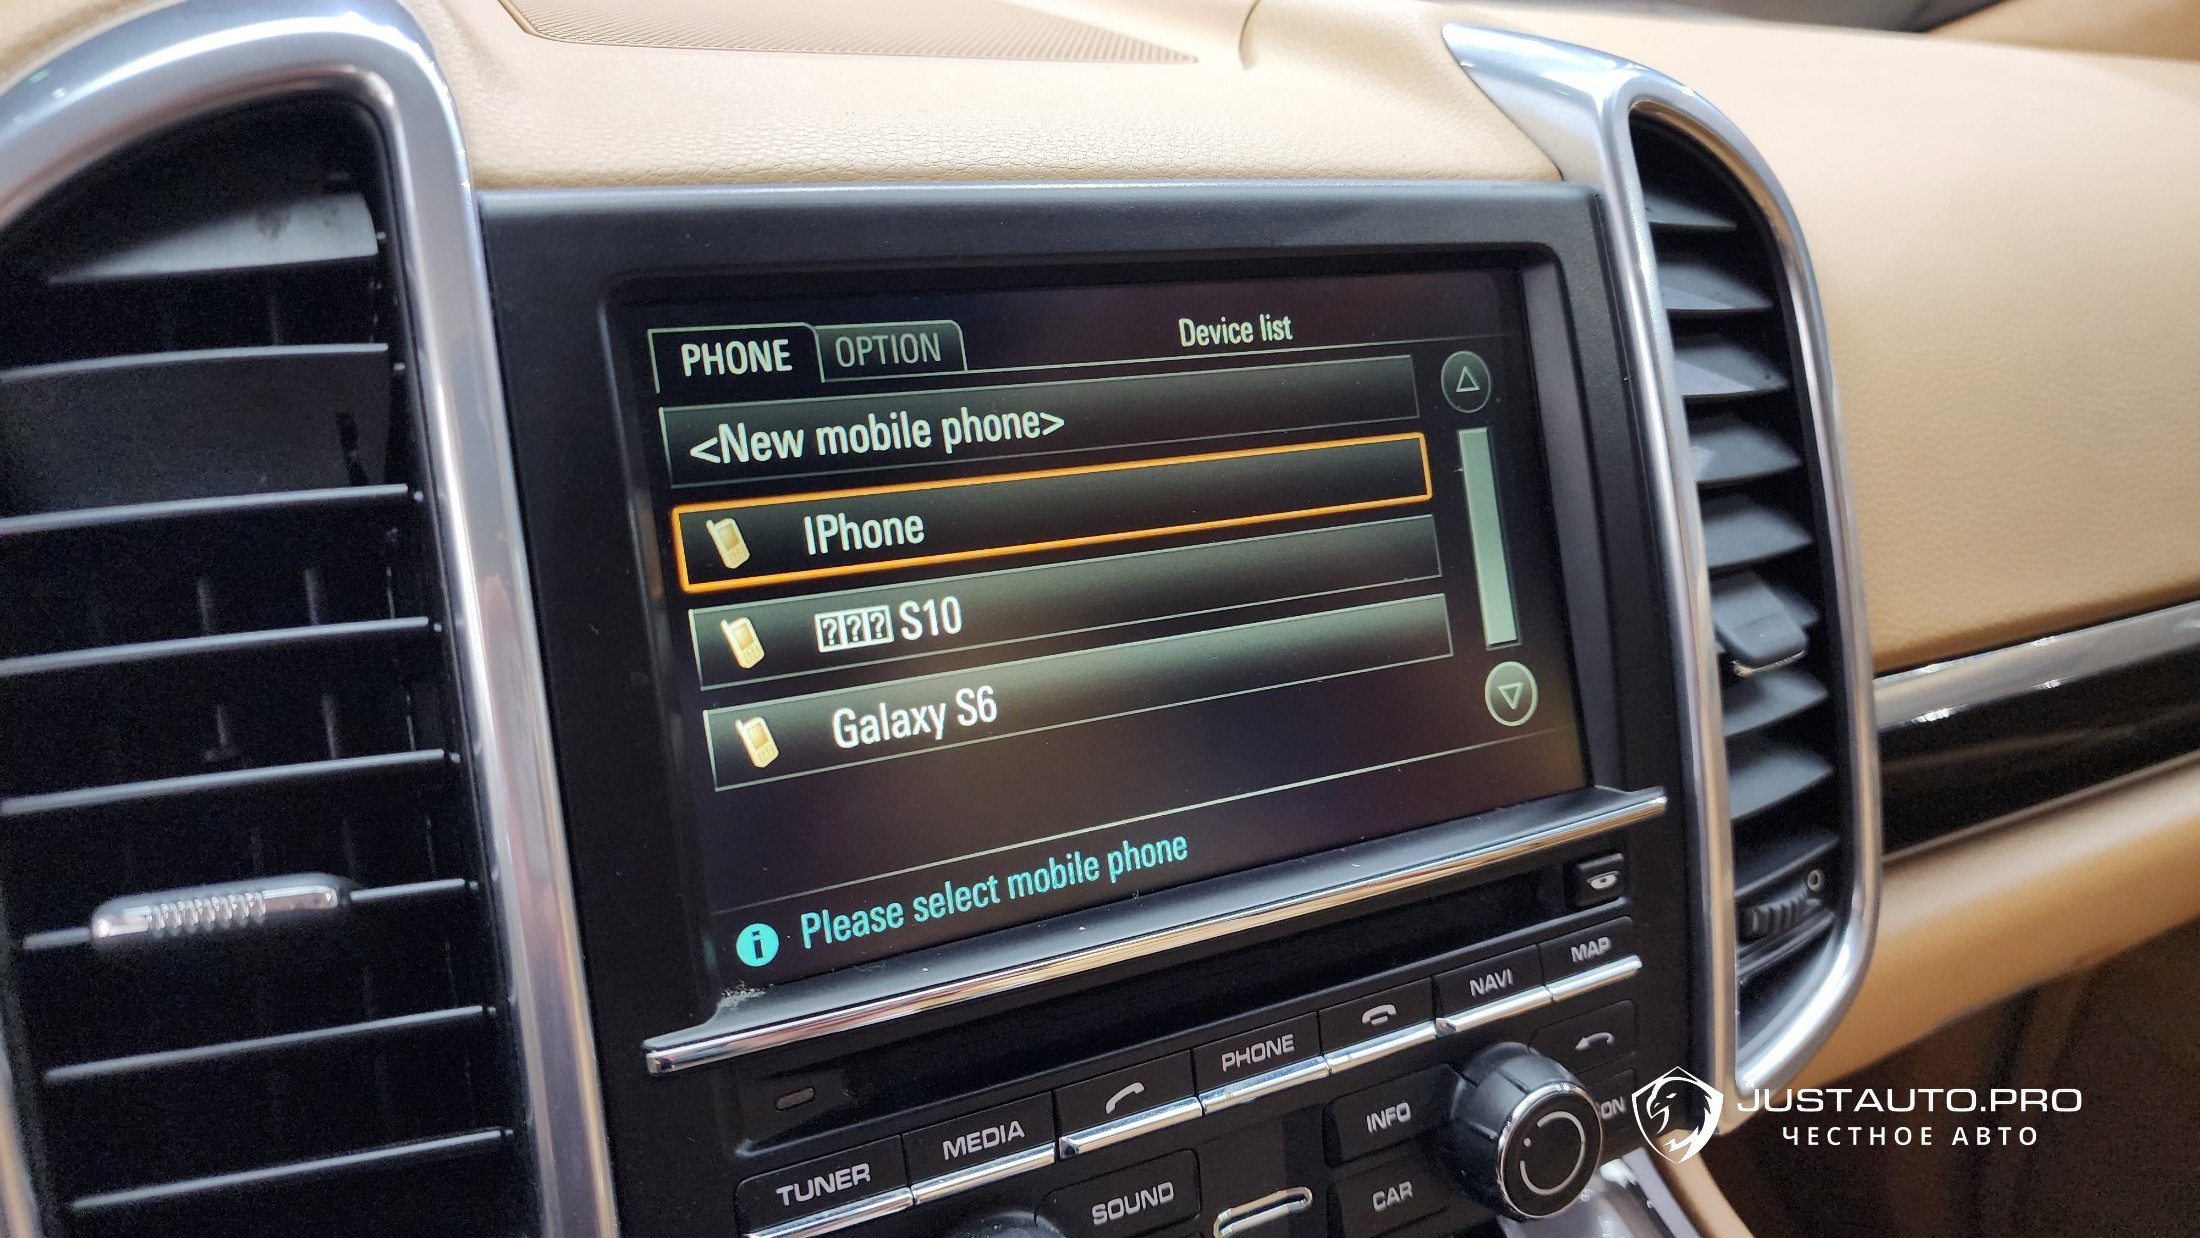 PHONE OPTION Device list
<New mobile phone>
IPhone
??? S10
Galaxy S6
i Please select mobile phone
TUNER MEDIA PHONE NAVI MAP
SOUND INFO
CAR
JUSTAUTO.PRO
ЧЕСТНОЕ АВТО